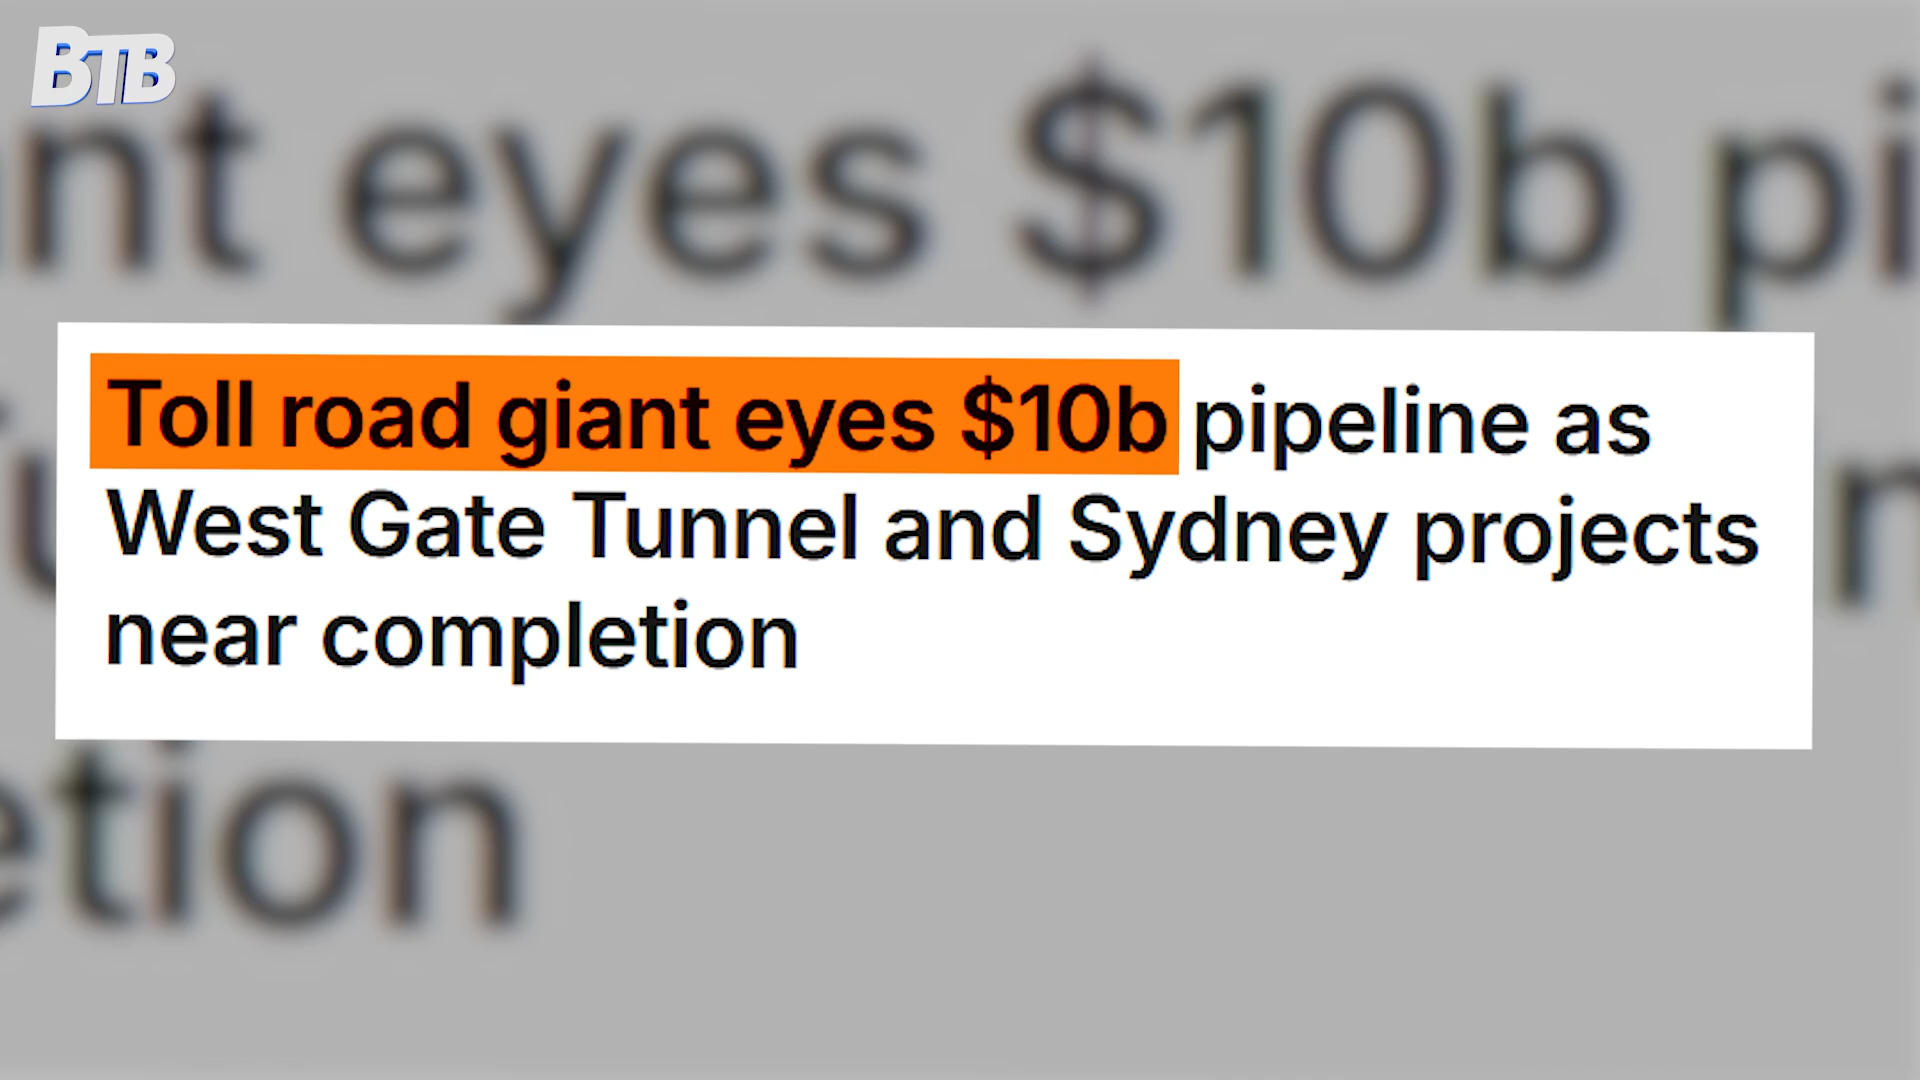 BTB
Toll road giant eyes $10b pipeline as
West Gate Tunnel and Sydney projects
near completion